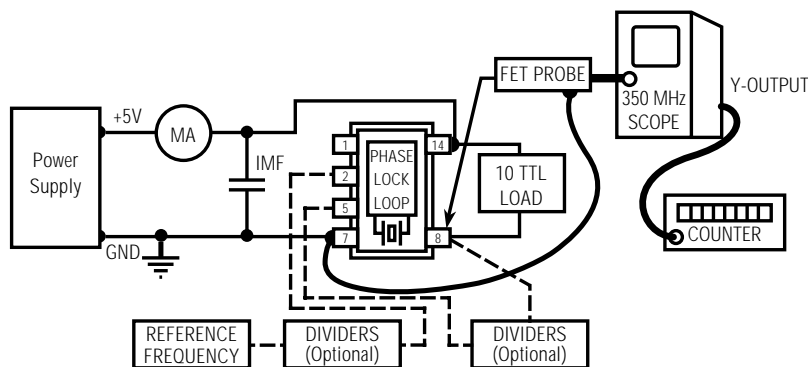 FET PROBE
350 MHz
SCOPE
Y-OUTPUT
+5V
MA
IMF
Power
Supply
GND
1
2
5
7
14
8
PHASE
LOCK
LOOP
10 TTL
LOAD
COUNTER
REFERENCE
FREQUENCY
DIVIDERS
(Optional)
DIVIDERS
(Optional)